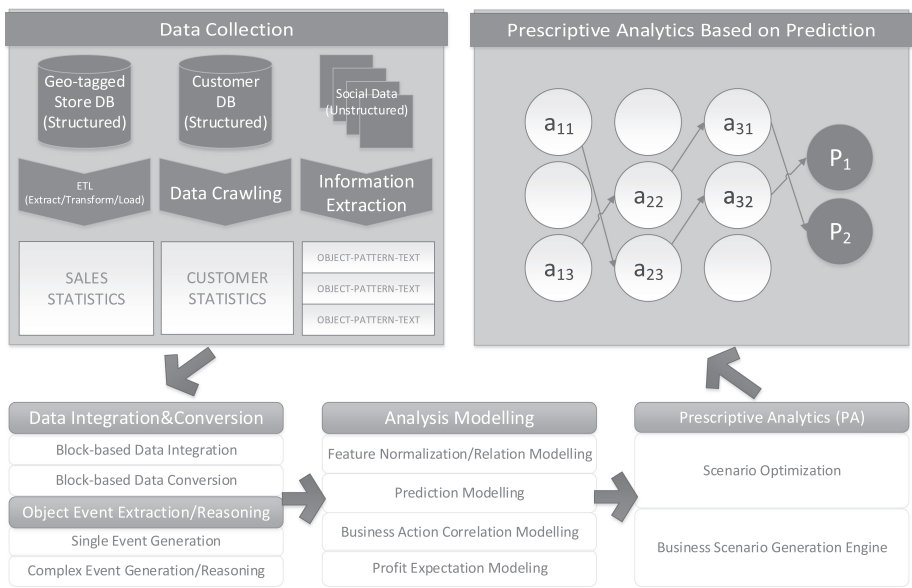 Data Collection
Geo-tagged
Store DB
(Structured)
Customer
DB
(Structured)
Social Data
(Unstructured)
ETL
(Extract/Transform/Load)
Data Crawling
Information
Extraction
SALES
STATISTICS
CUSTOMER
STATISTICS
OBJECT-PATTERN-TEXT
OBJECT-PATTERN-TEXT
OBJECT-PATTERN-TEXT
Prescriptive Analytics Based on Prediction
a11
a31
P1
a22
a32
P2
a13
a23
Data Integration&Conversion
Block-based Data Integration
Block-based Data Conversion
Object Event Extraction/Reasoning
Single Event Generation
Complex Event Generation/Reasoning
Analysis Modelling
Feature Normalization/Relation Modelling
Prediction Modelling
Business Action Correlation Modelling
Profit Expectation Modeling
Prescriptive Analytics (PA)
Scenario Optimization
Business Scenario Generation Engine